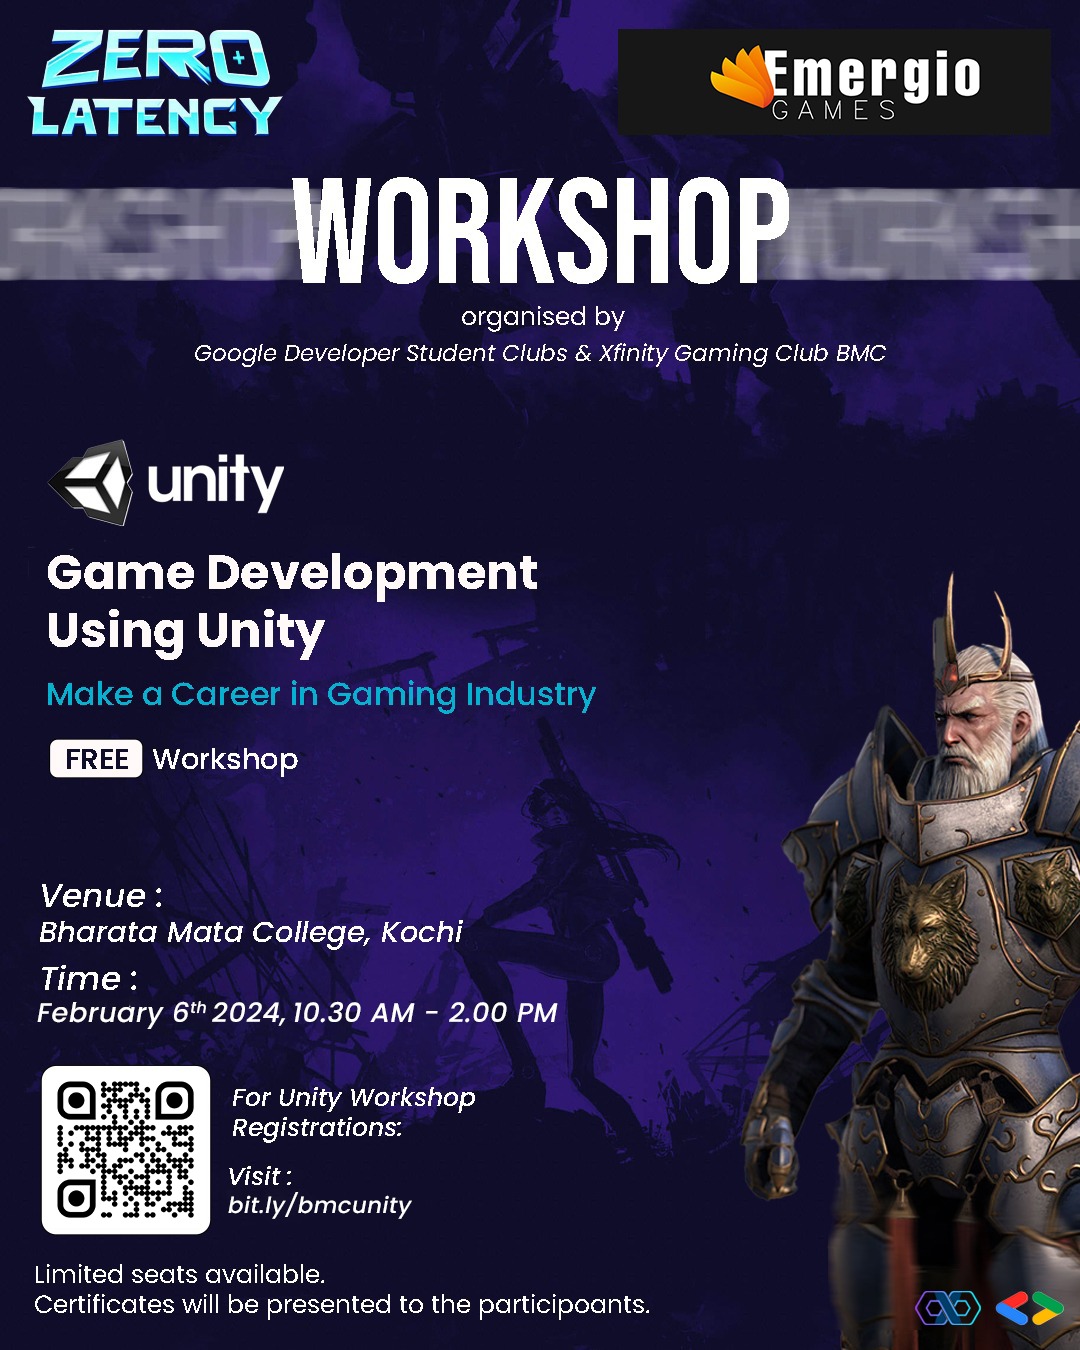 ZERO
LATENCY
Emergio
GAMES
WORKSHOP
organised by
Google Developer Student Clubs & Xfinity Gaming Club BMC
unity
Game Development
Using Unity
Make a Career in Gaming Industry
FREE Workshop
Venue :
Bharata Mata College, Kochi
Time :
February 6th 2024, 10.30 AM - 2.00 PM
For Unity Workshop
Registrations:
Visit :
bit.ly/bmcunity
Limited seats available.
Certificates will be presented to the participoants.